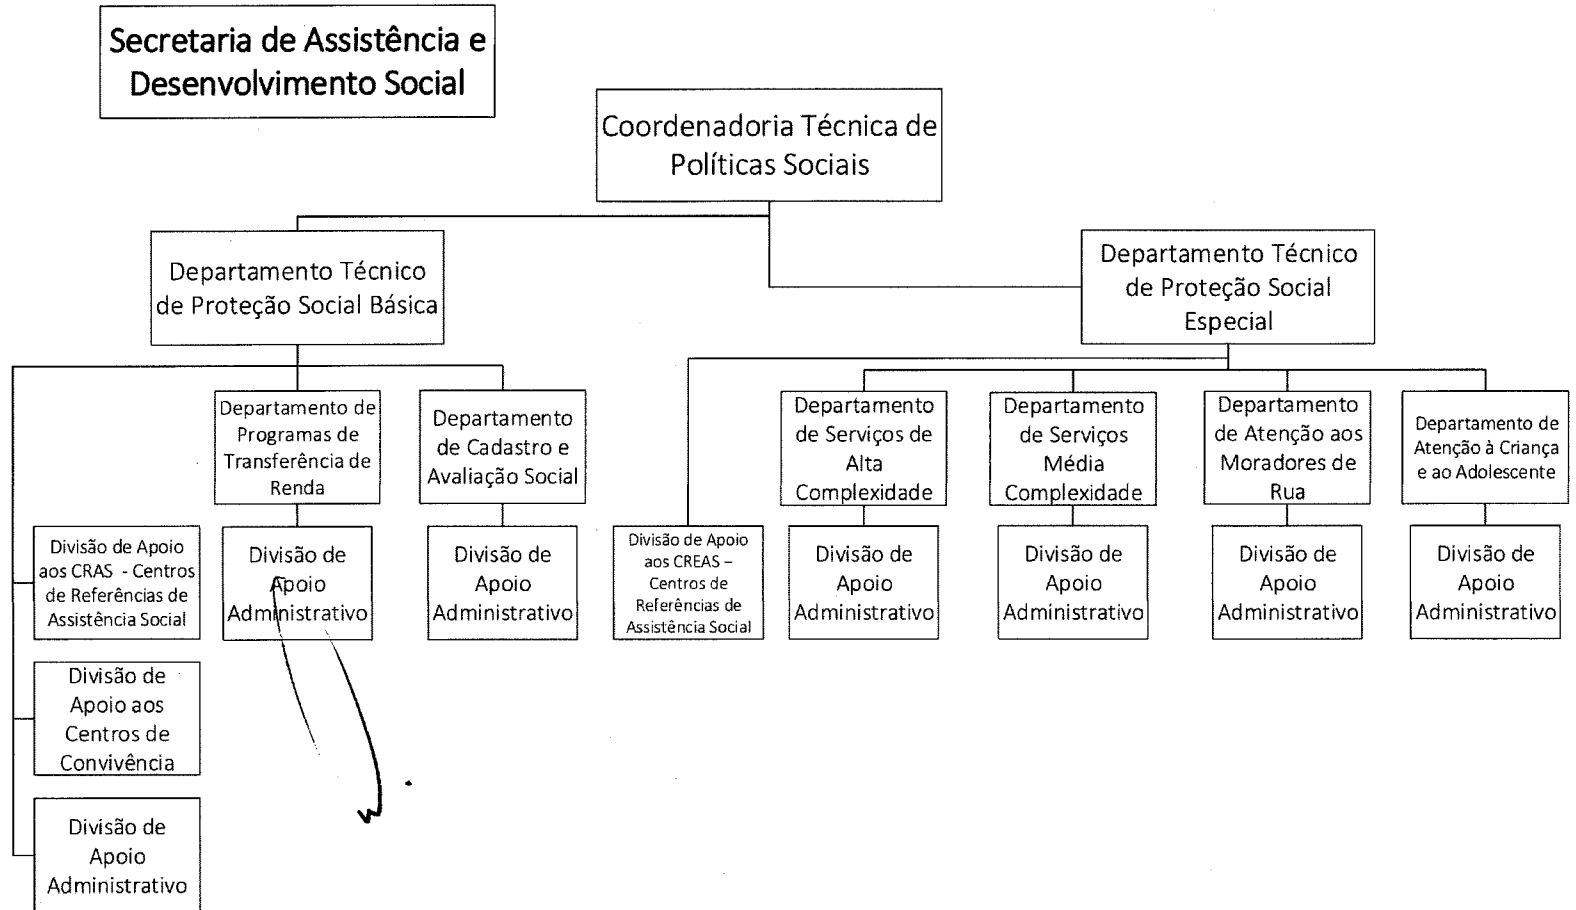 Secretaria de Assistência e
Desenvolvimento Social
Coordenadoria Técnica de
Políticas Sociais
Departamento Técnico
de Proteção Social Básica
Departamento Técnico
de Proteção Social
Especial
Departamento de
Programas de
Transferência de
Renda
Departamento
de Cadastro e
Avaliação Social
Departamento
de Serviços de
Alta
Complexidade
Departamento
de Serviços
Média
Complexidade
Departamento
de Atenção aos
Moradores de
Rua
Departamento de
Atenção à Criança
e ao Adolescente
Divisão de Apoio
aos CRAS - Centros
de Referências de
Assistência Social
Divisão de
Apoio
Administrativo
Divisão de
Apoio
Administrativo
Divisão de Apoio
aos CREAS –
Centros de
Referências de
Assistência Social
Divisão de
Apoio
Administrativo
Divisão de
Apoio
Administrativo
Divisão de
Apoio
Administrativo
Divisão de
Apoio
Administrativo
Divisão de
Apoio aos
Centros de
Convivência
Divisão de
Apoio
Administrativo